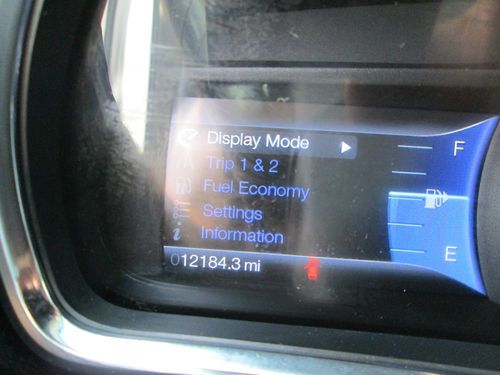 Display Mode
Trip 1 & 2
Fuel Economy
Settings
Information
012184.3 mi
F
E